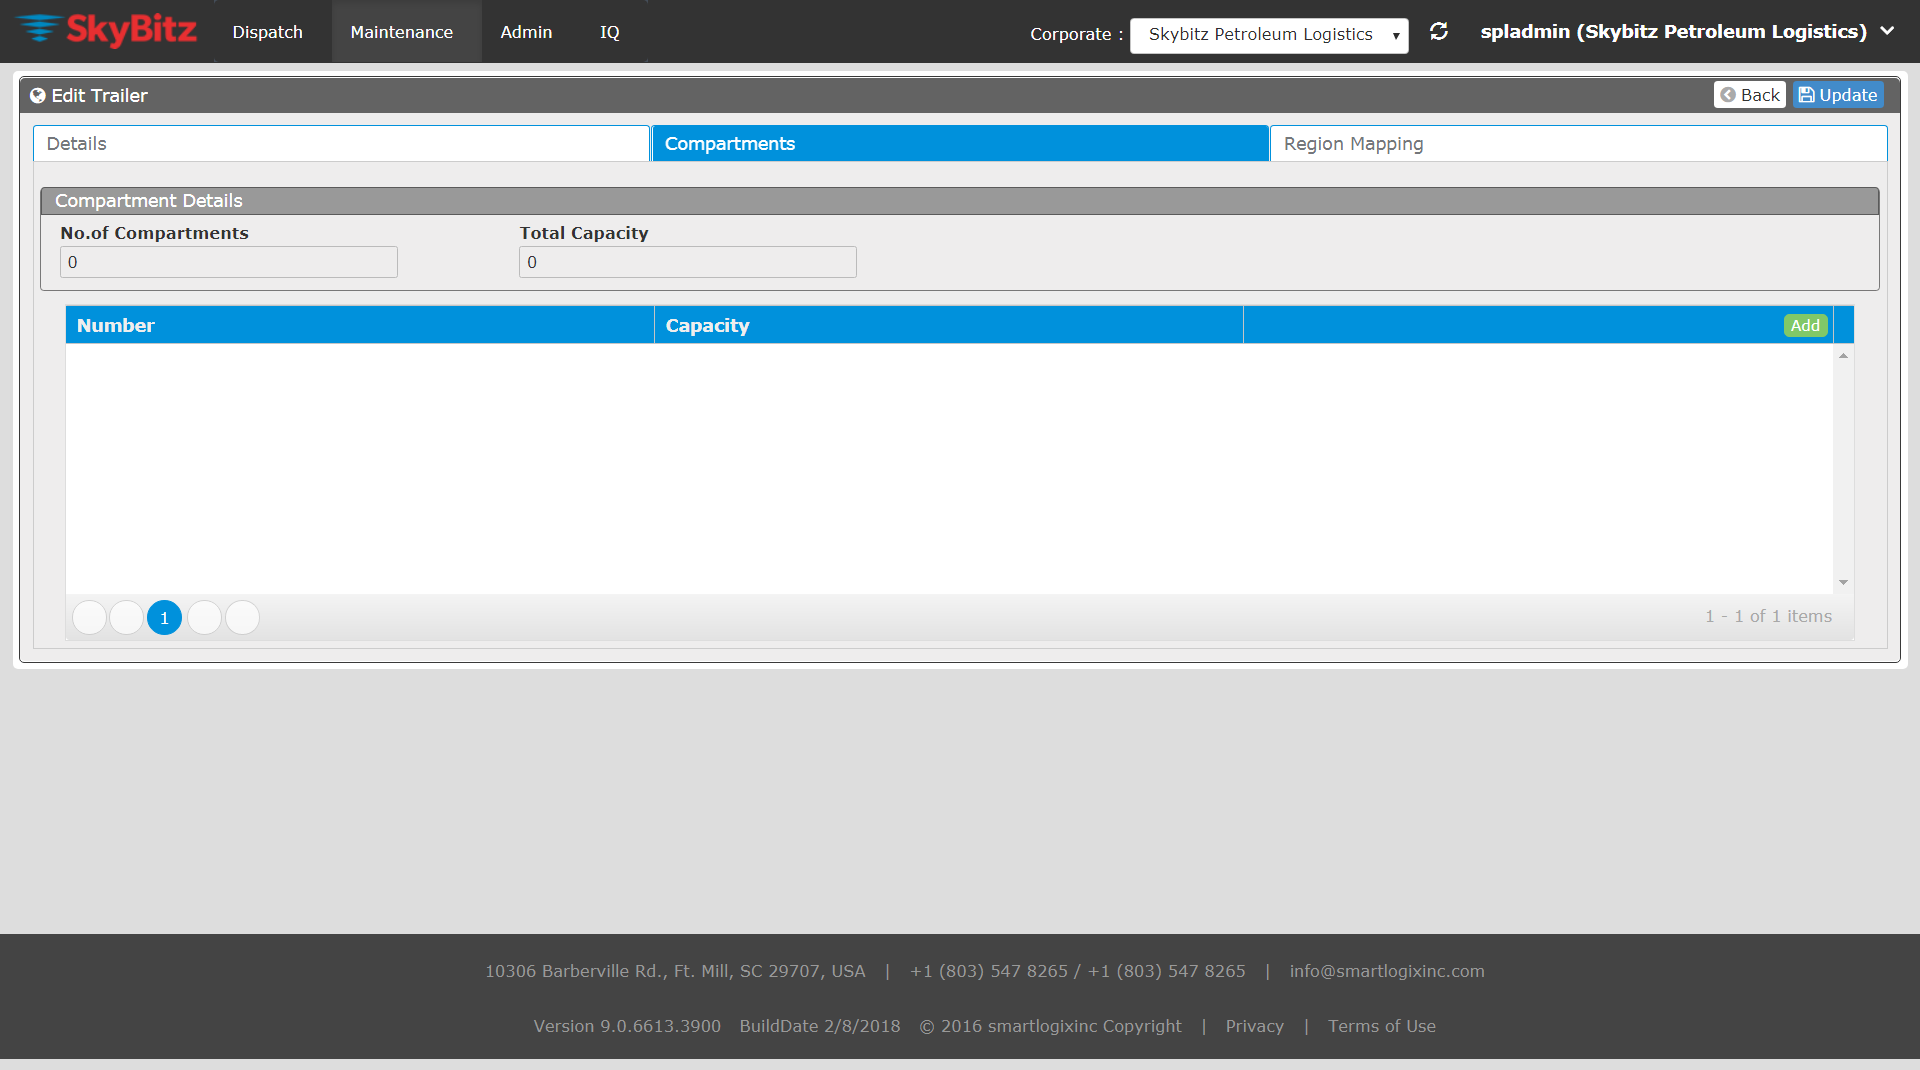 SkyBitz Dispatch Maintenance Admin IQ Corporate : Skybitz Petroleum Logistics spladmin (Skybitz Petroleum Logistics)
Edit Trailer Back Update
Details Compartments Region Mapping
Compartment Details
No.of Compartments Total Capacity
0 0
Number Capacity Add
1 1 - 1 of 1 items
10306 Barberville Rd., Ft. Mill, SC 29707, USA | +1 (803) 547 8265 / +1 (803) 547 8265 | info@smartlogixinc.com
Version 9.0.6613.3900 BuildDate 2/8/2018 © 2016 smartlogixinc Copyright | Privacy | Terms of Use